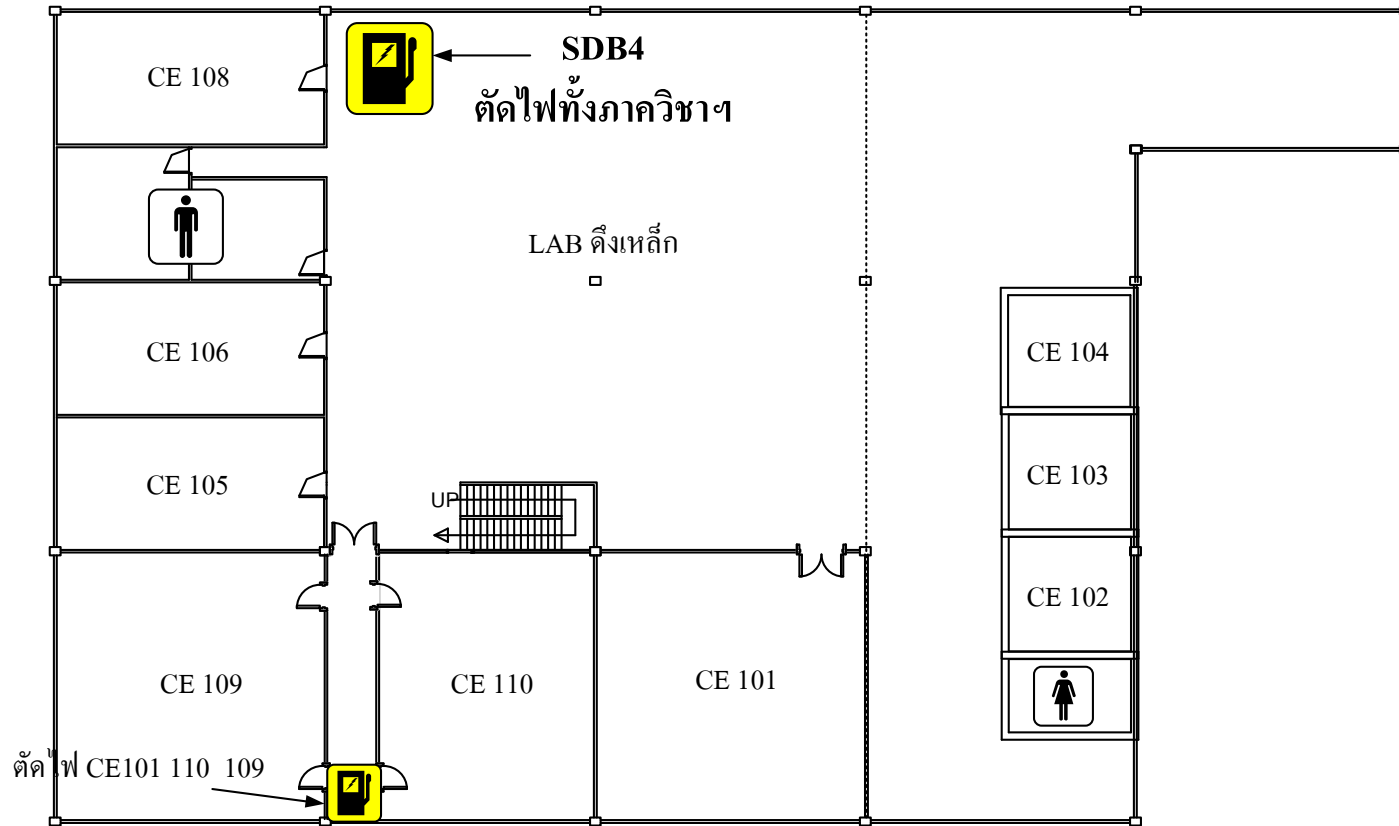 SDB4
ตัดไฟทั้งภาควิชาฯ
CE 108
LAB ดึงเหล็ก
CE 106
CE 104
CE 103
CE 105
UP
CE 102
CE 109
CE 110
CE 101
ตัดไฟ CE101 110 109